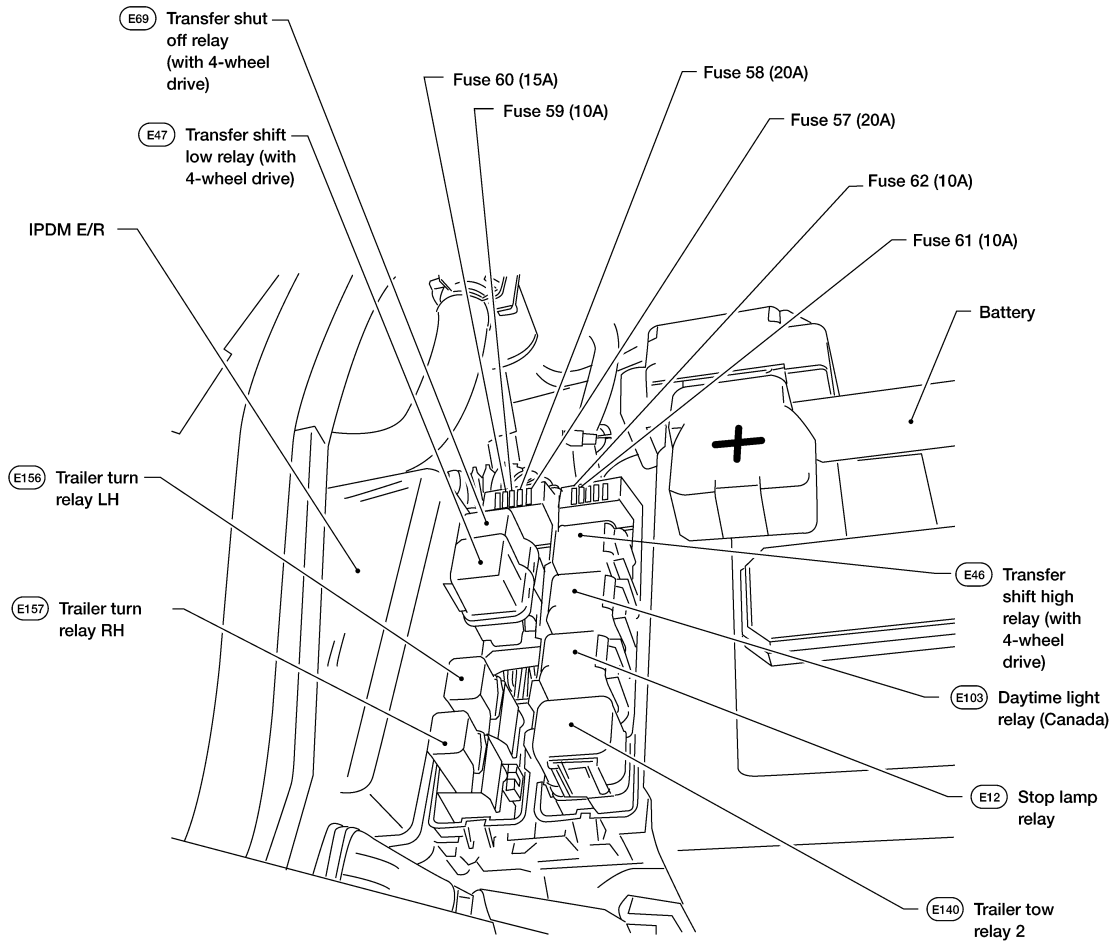 E69 Transfer shut
off relay
(with 4-wheel
drive)
Fuse 60 (15A)
Fuse 58 (20A)
Fuse 59 (10A)
Fuse 57 (20A)
E47 Transfer shift
low relay (with
4-wheel drive)
Fuse 62 (10A)
IPDM E/R
Fuse 61 (10A)
Battery
E156 Trailer turn
relay LH
E46 Transfer
shift high
relay (with
4-wheel
drive)
E157 Trailer turn
relay RH
E103 Daytime light
relay (Canada)
E12 Stop lamp
relay
E140 Trailer tow
relay 2